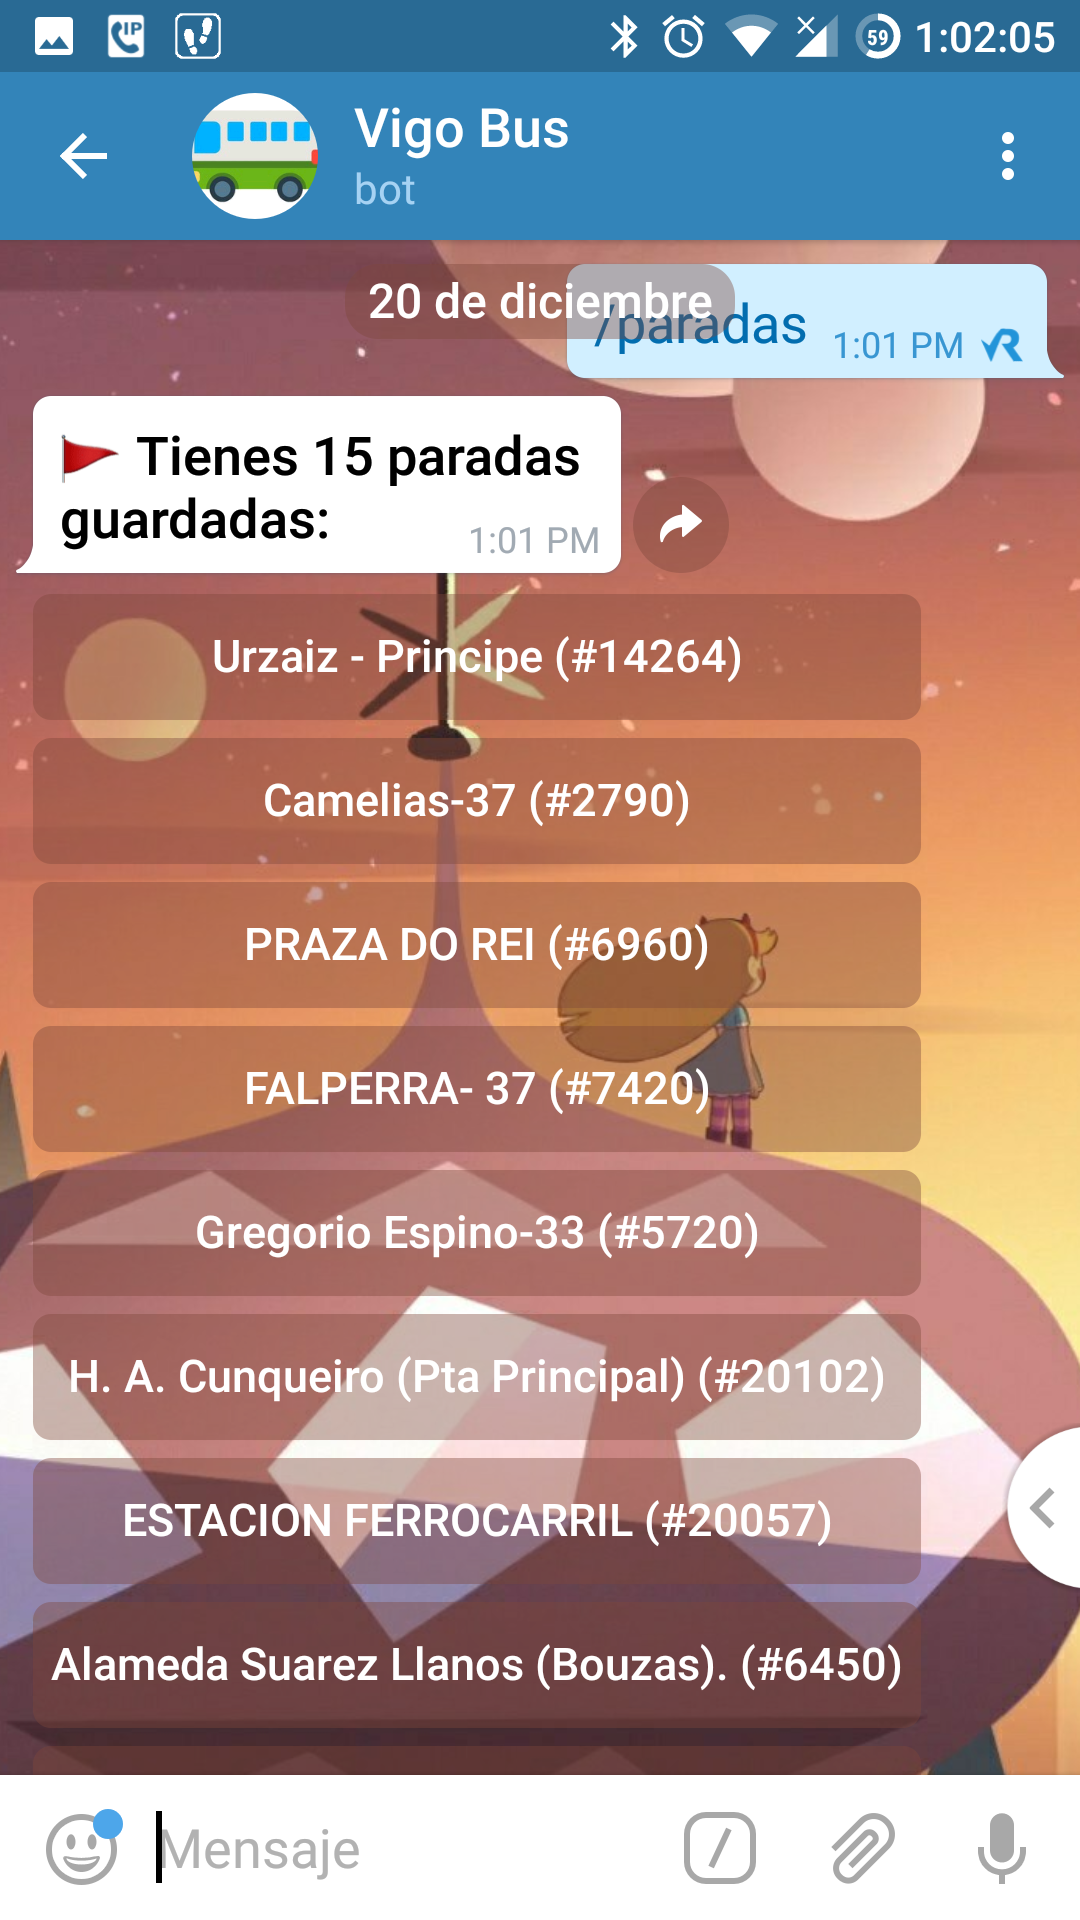 IP
59
1:02:05
Vigo Bus
bot
20 de diciembre
/paradas
1:01 PM
Tienes 15 paradas
guardadas:
1:01 PM
Urzaiz - Principe (#14264)
Camelias-37 (#2790)
PRAZA DO REI (#6960)
FALPERRA- 37 (#7420)
Gregorio Espino-33 (#5720)
H. A. Cunqueiro (Pta Principal) (#20102)
ESTACION FERROCARRIL (#20057)
Alameda Suarez Llanos (Bouzas). (#6450)
Mensaje